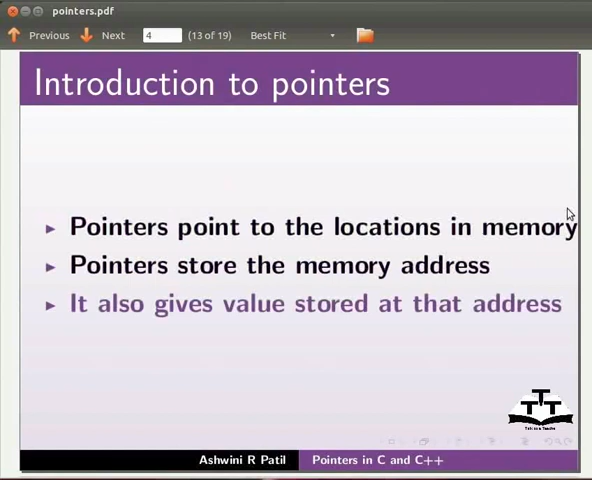 pointers.pdf
Previous Next 4 (13 of 19) Best Fit
Introduction to pointers
Pointers point to the locations in memory
Pointers store the memory address
It also gives value stored at that address
TTT
Ashwini R Patil Pointers in C and C++